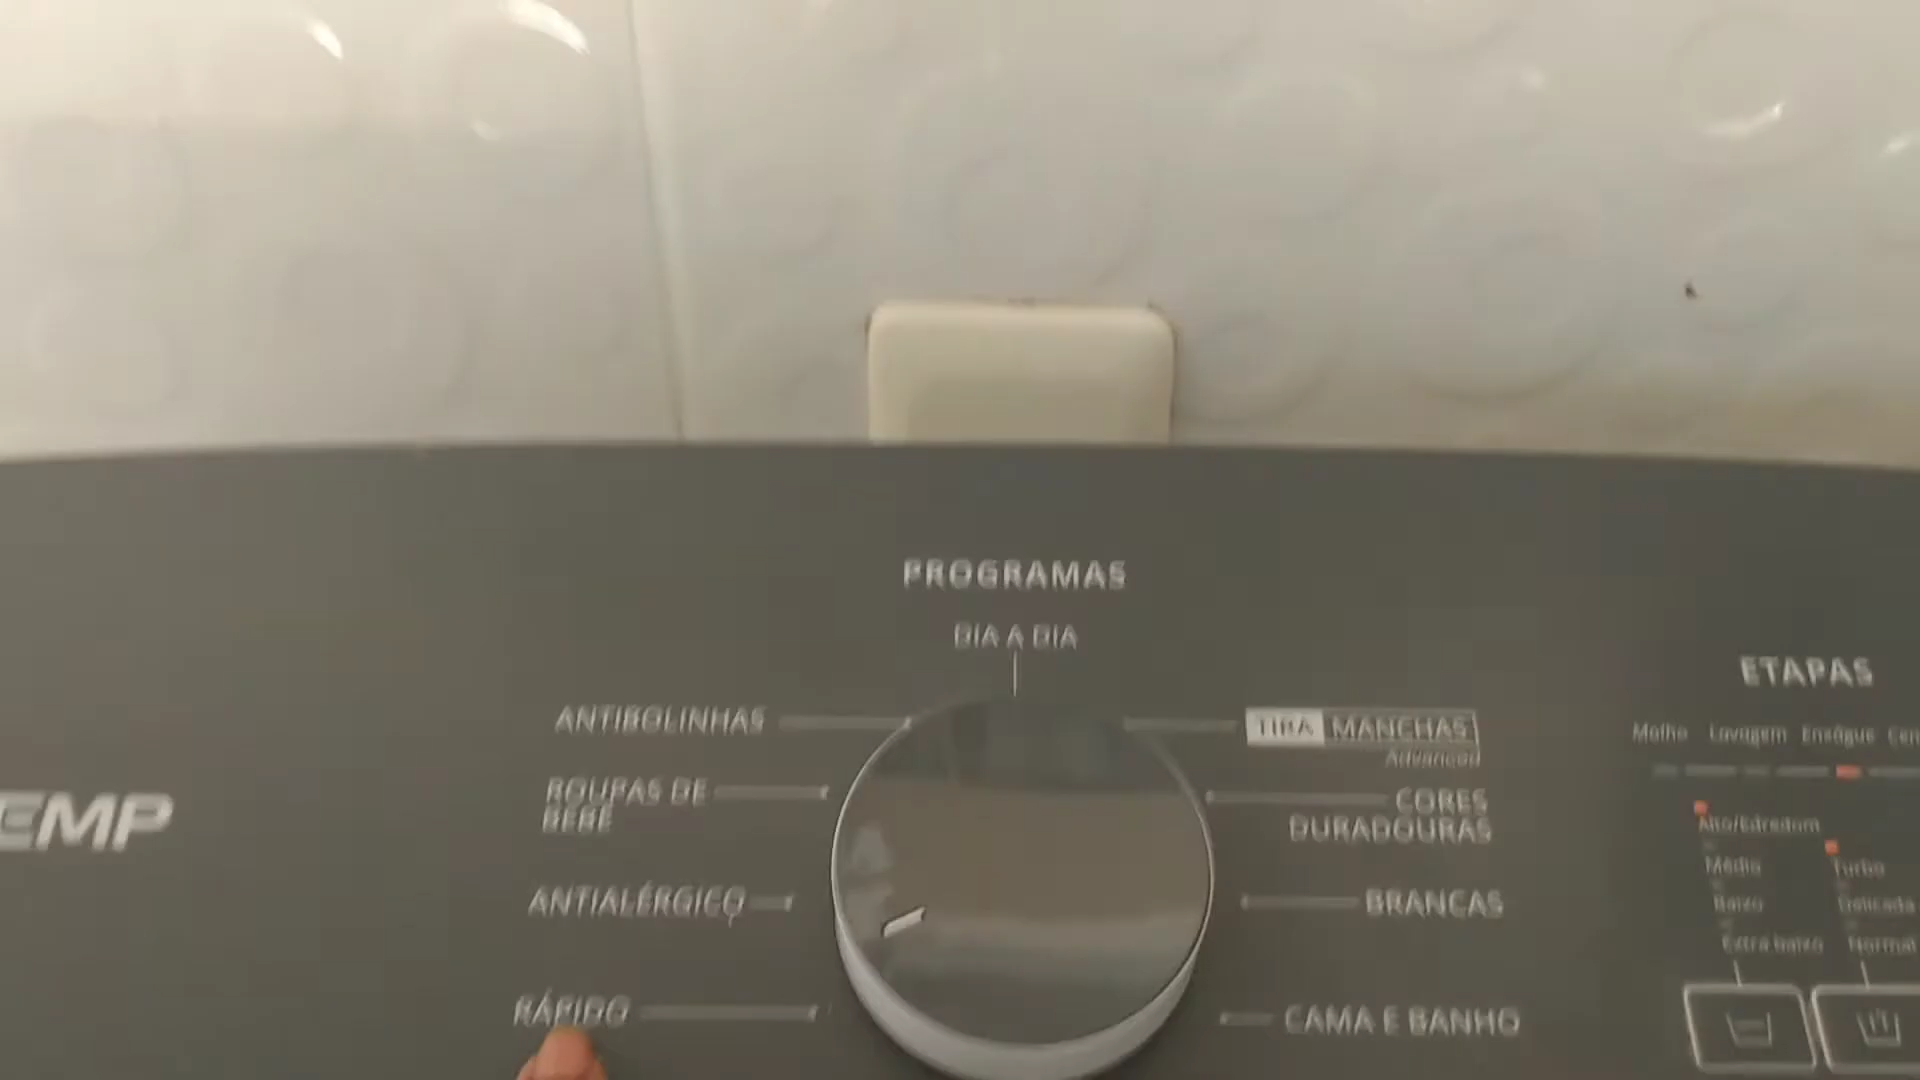 PROGRAMAS
DIA A DIA
ANTIBOLINHAS
TIRA MANCHAS
Advanced
ROUPAS DE
BEBÊ
CORES
DURADOURAS
ANTIALÉRGICO
BRANCAS
RÁPIDO
CAMA E BANHO
EMP
ETAPAS
Molho Lavagem Enxágue Cen
Alto/Edredom
Médio
Baixo
Extra baixo
Turbo
Delicada
Normal